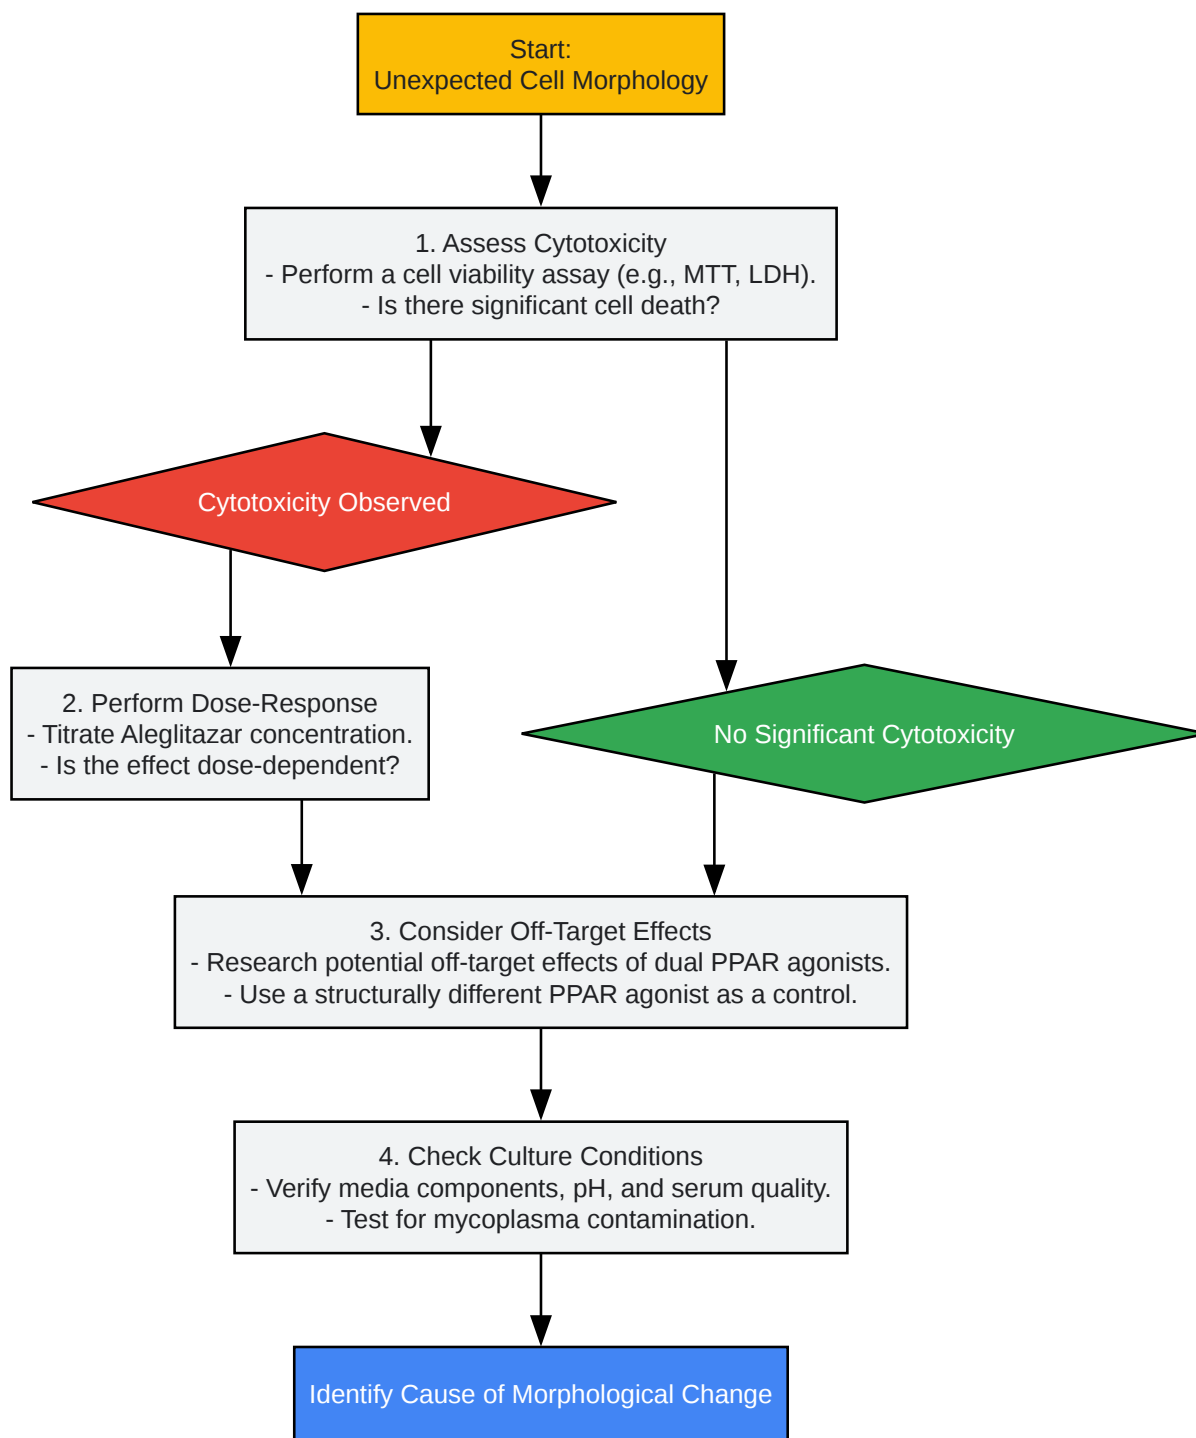 Start:
Unexpected Cell Morphology
1. Assess Cytotoxicity
- Perform a cell viability assay (e.g., MTT, LDH).
- Is there significant cell death?
Cytotoxicity Observed
2. Perform Dose-Response
- Titrate Aleglitazar concentration.
- Is the effect dose-dependent?
No Significant Cytotoxicity
3. Consider Off-Target Effects
- Research potential off-target effects of dual PPAR agonists.
- Use a structurally different PPAR agonist as a control.
4. Check Culture Conditions
- Verify media components, pH, and serum quality.
- Test for mycoplasma contamination.
Identify Cause of Morphological Change